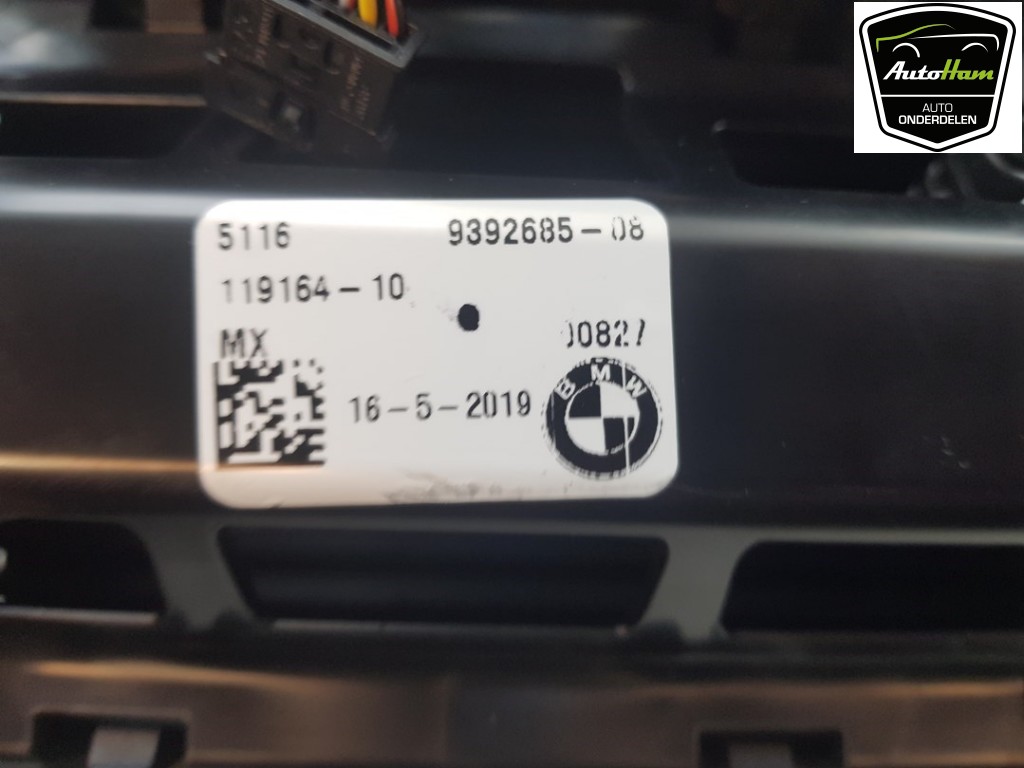 AutoHam
AUTO
ONDERDELEN
5116 9392685-08
119164-10
00827
MX
16-5-2019
BMW